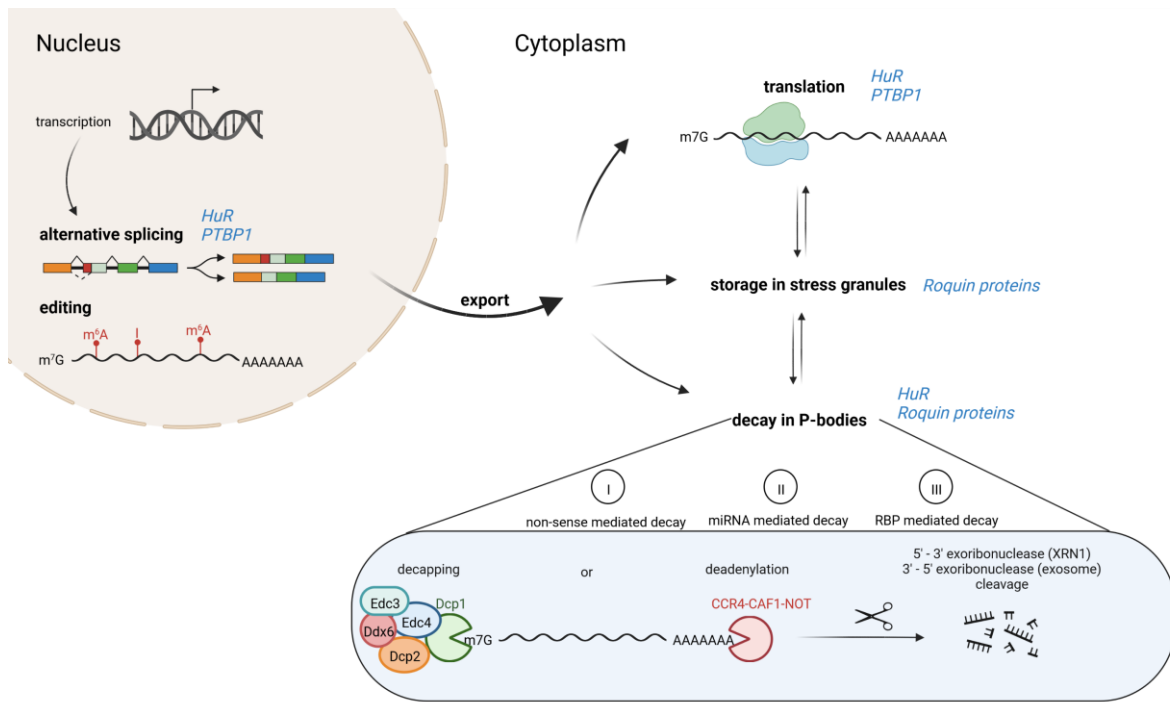 Nucleus
transcription
alternative splicing
HuR
PTBP1
editing
m⁶A
I
m⁶A
m⁷G
AAAAAAA
export
Cytoplasm
translation
HuR
PTBP1
m7G
AAAAAAA
storage in stress granules
Roquin proteins
decay in P-bodies
HuR
Roquin proteins
I
II
III
non-sense mediated decay
miRNA mediated decay
RBP mediated decay
decapping
or
deadenylation
5' - 3' exoribonuclease (XRN1)
3' - 5' exoribonuclease (exosome)
cleavage
Edc3
Edc4
Ddx6
Dcp2
Dcp1
m7G
AAAAAAA
CCR4-CAF1-NOT